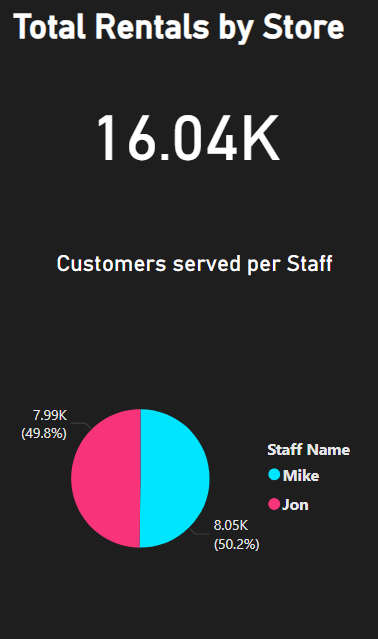 Total Rentals by Store
16.04K
Customers served per Staff
7.99K
(49.8%)
Staff Name
Mike
Jon
8.05K
(50.2%)